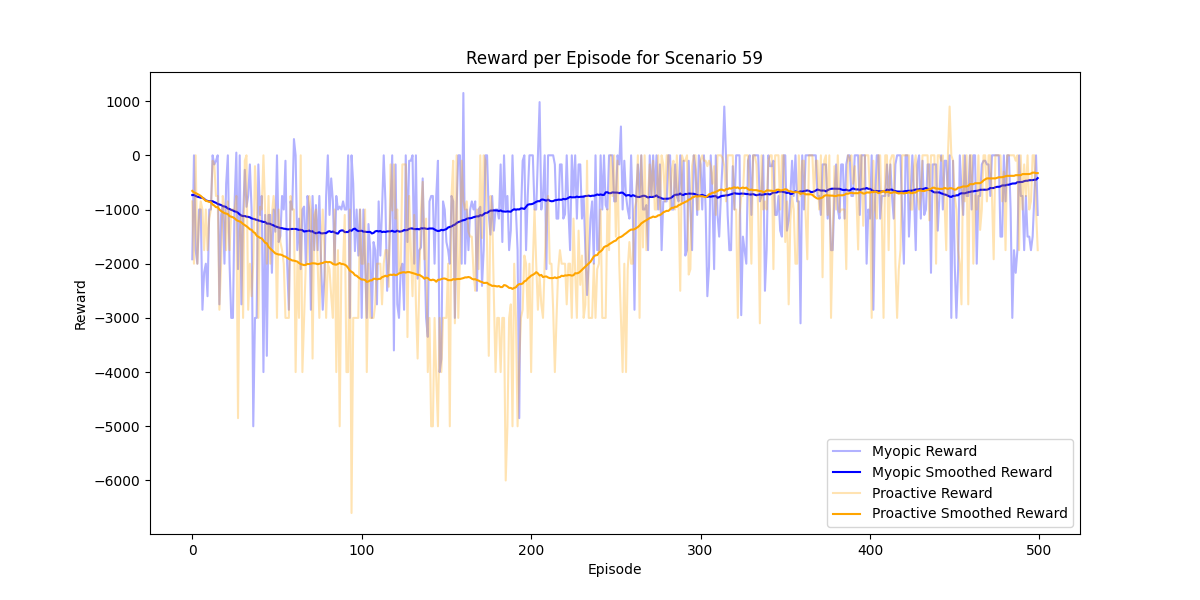 Reward per Episode for Scenario 59
Reward
1000
0
−1000
−2000
−3000
−4000
−5000
−6000
0
100
200
300
400
500
Episode
Myopic Reward
Myopic Smoothed Reward
Proactive Reward
Proactive Smoothed Reward